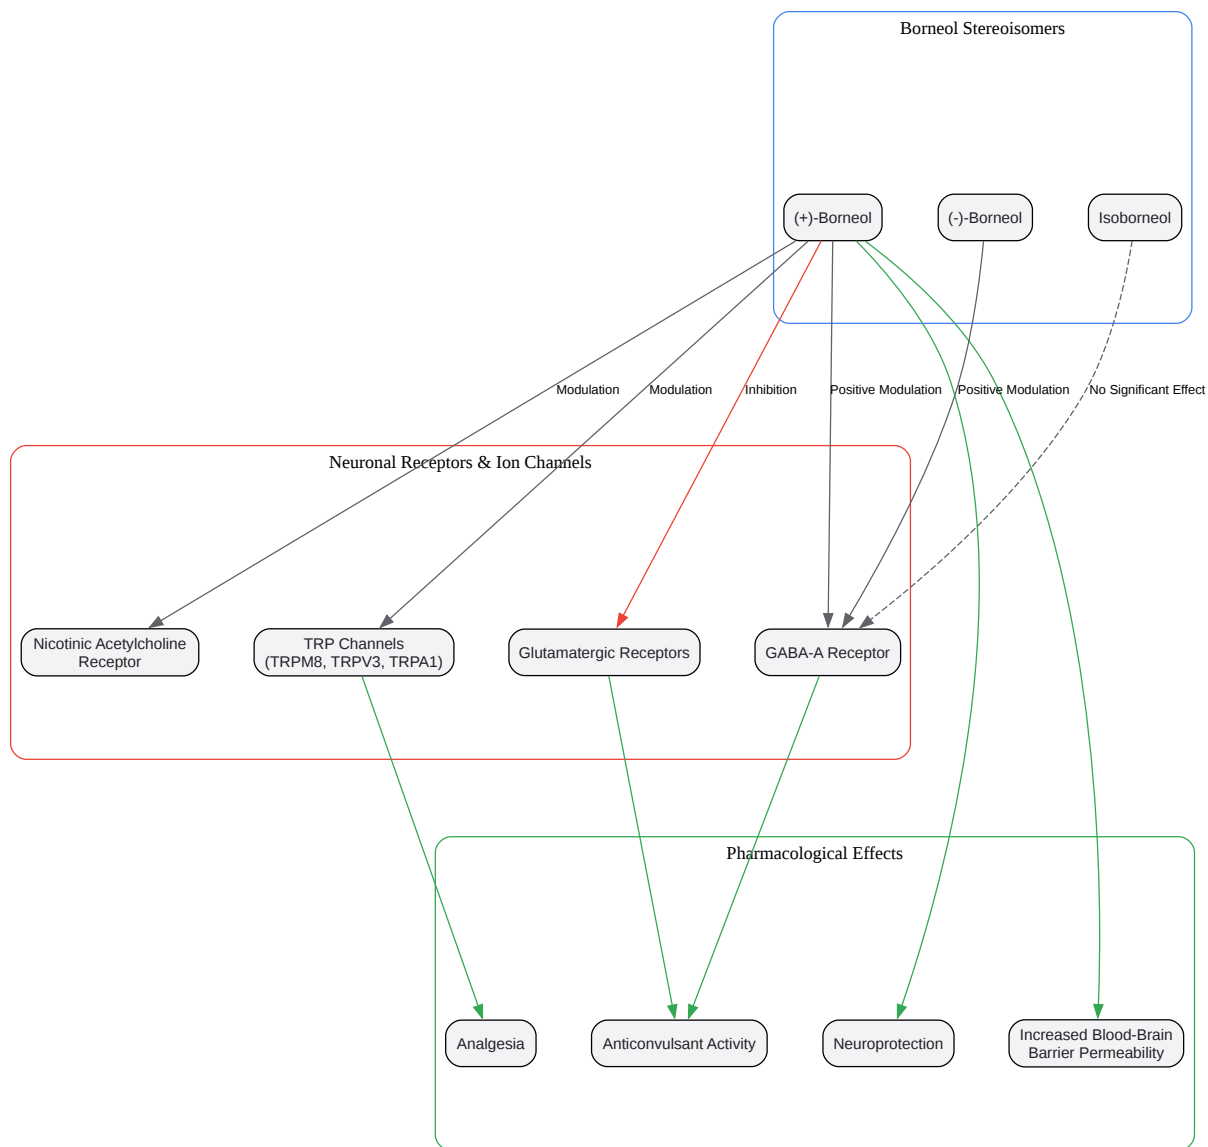 Borneol Stereoisomers
(+)-Borneol
(-)-Borneol
Isoborneol
Modulation
Modulation
Inhibition
Positive Modulation
Positive Modulation
No Significant Effect
Neuronal Receptors & Ion Channels
Nicotinic Acetylcholine
Receptor
TRP Channels
(TRPM8, TRPV3, TRPA1)
Glutamatergic Receptors
GABA-A Receptor
Pharmacological Effects
Analgesia
Anticonvulsant Activity
Neuroprotection
Increased Blood-Brain
Barrier Permeability